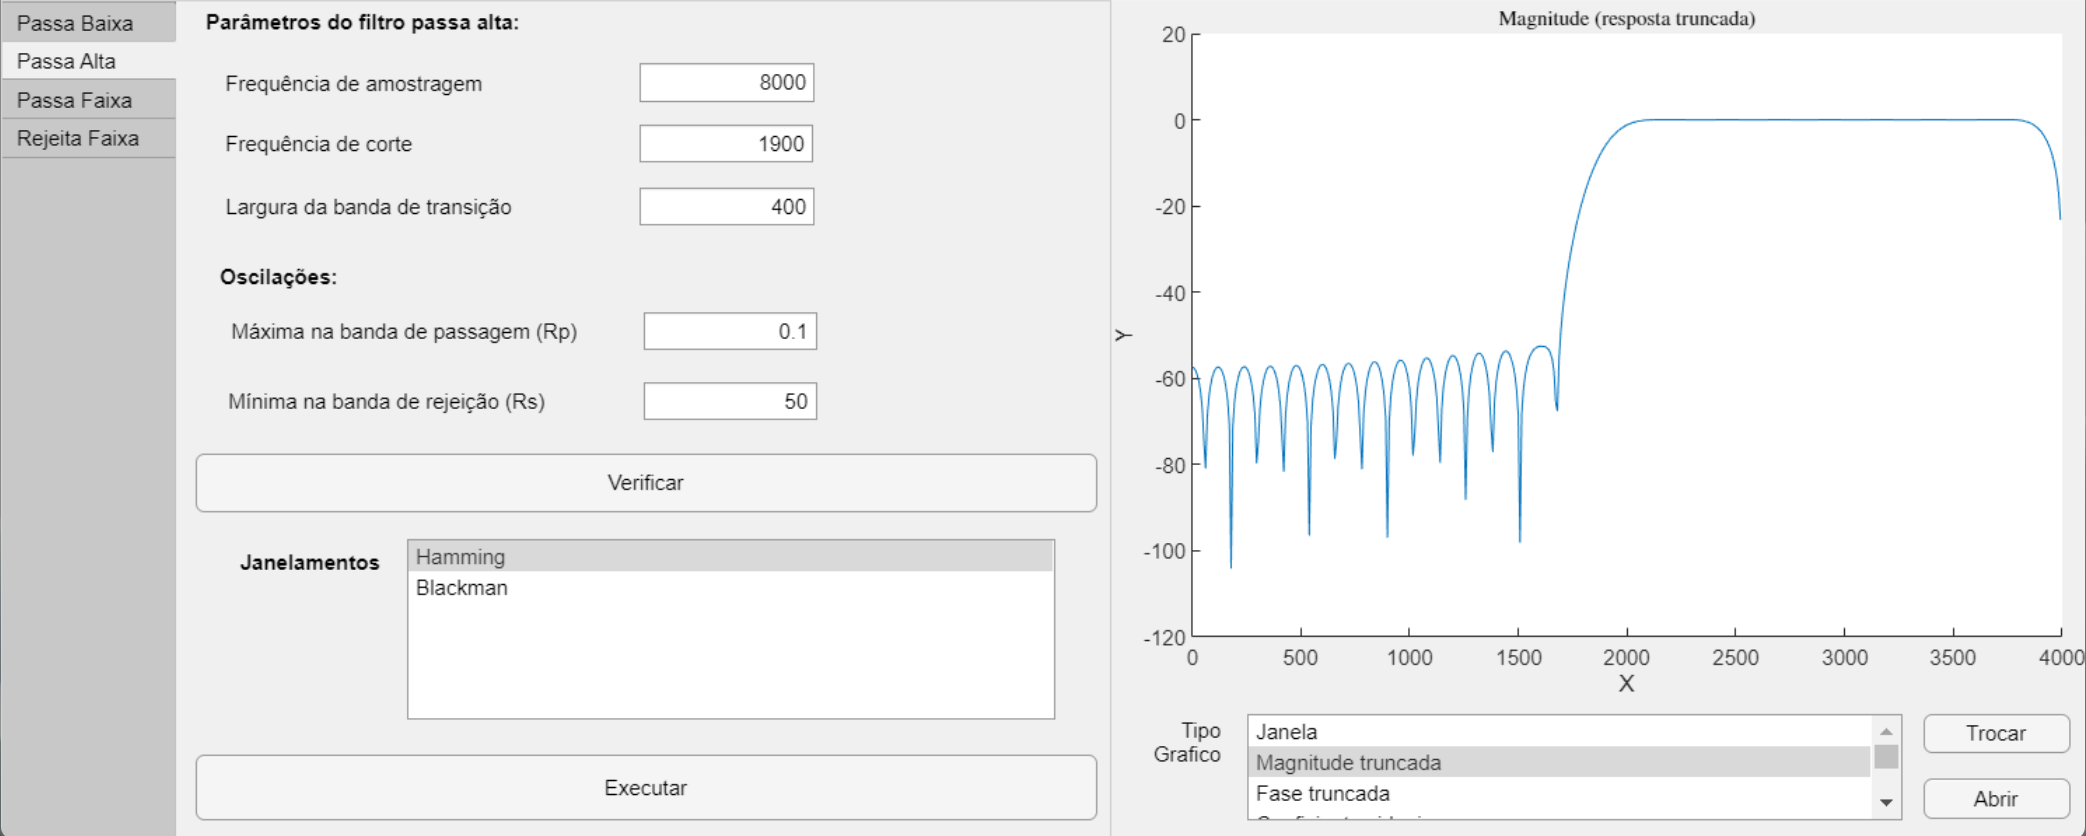 Passa Baixa
Passa Alta
Passa Faixa
Rejeita Faixa
Parâmetros do filtro passa alta:
Frequência de amostragem 8000
Frequência de corte 1900
Largura da banda de transição 400
Oscilações:
Máxima na banda de passagem (Rp) 0.1
Mínima na banda de rejeição (Rs) 50
Verificar
Janelamentos
Hamming
Blackman
Executar
Magnitude (resposta truncada)
20
0
-20
-40
-60
-80
-100
-120
Y
0 500 1000 1500 2000 2500 3000 3500 4000
X
Tipo
Grafico
Janela
Magnitude truncada
Fase truncada
Trocar
Abrir